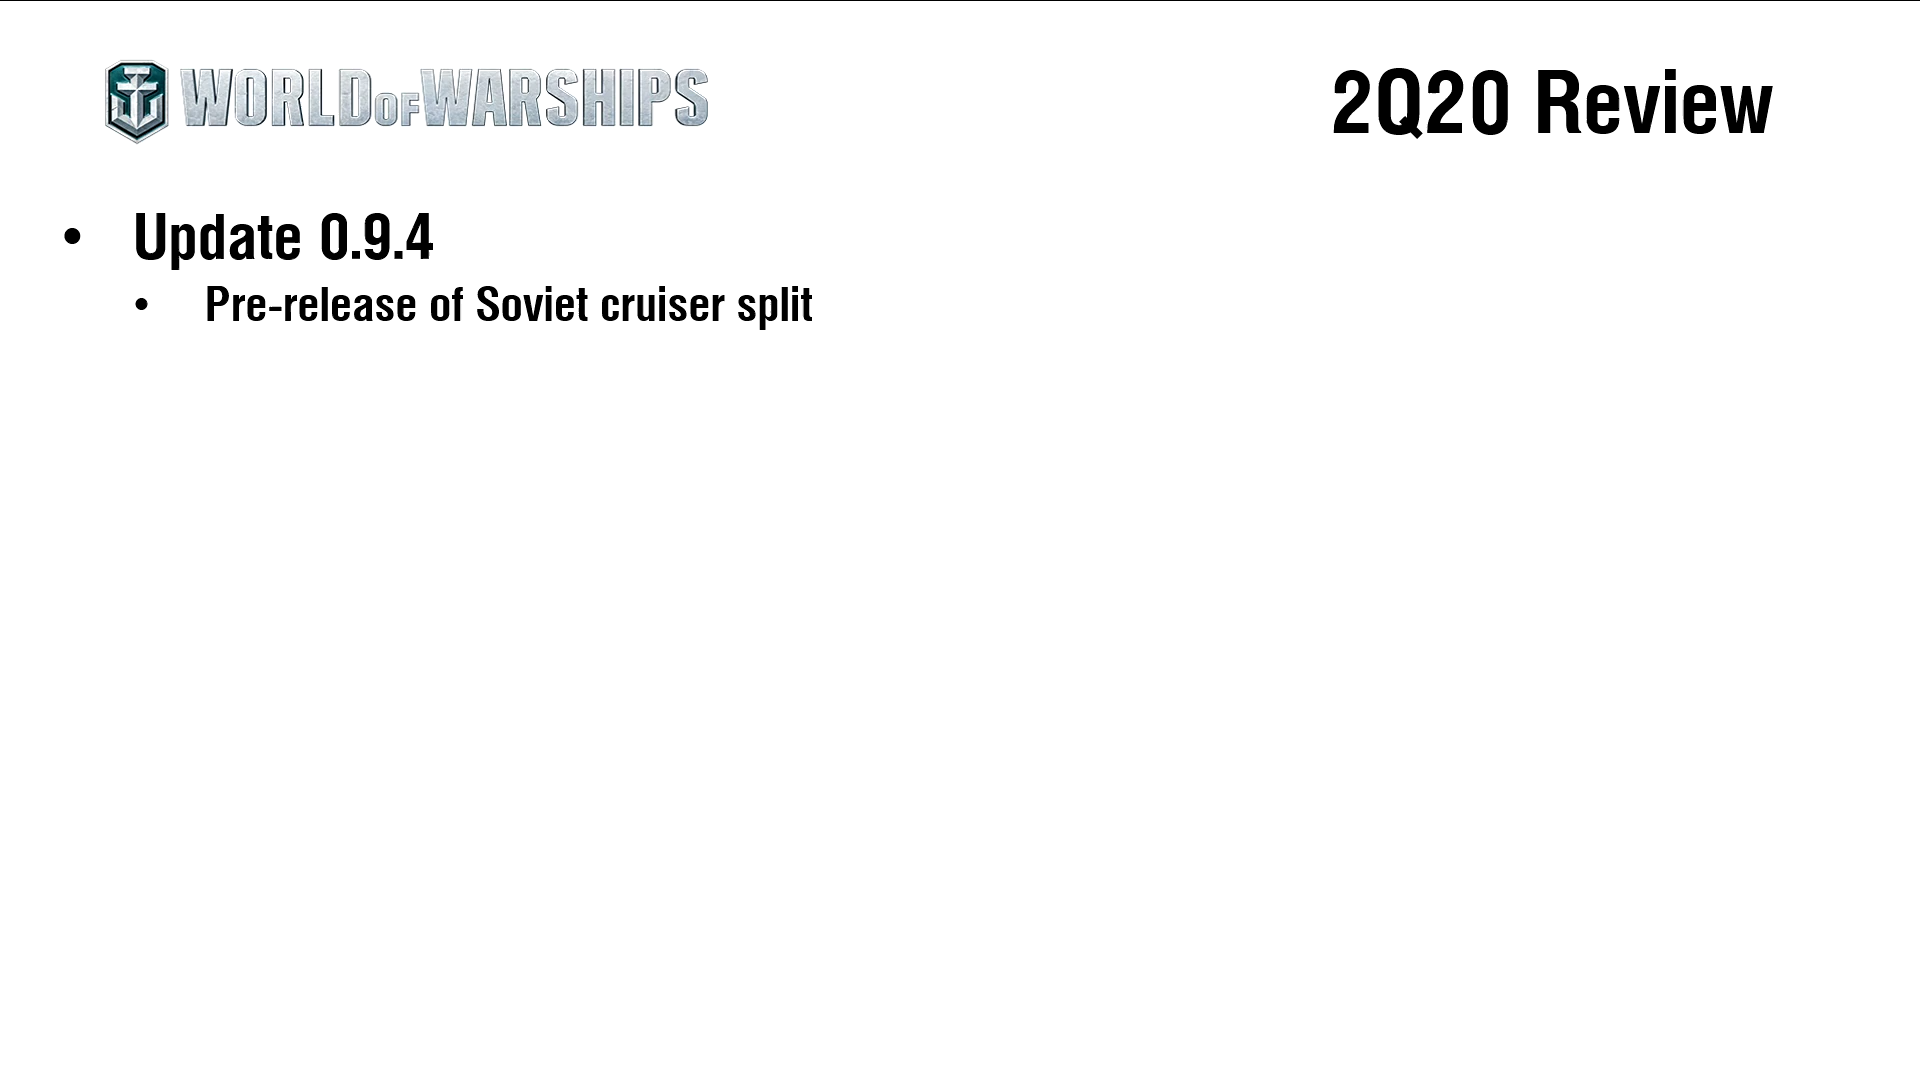 WORLD OF WARSHIPS
2Q20 Review
• Update 0.9.4
• Pre-release of Soviet cruiser split